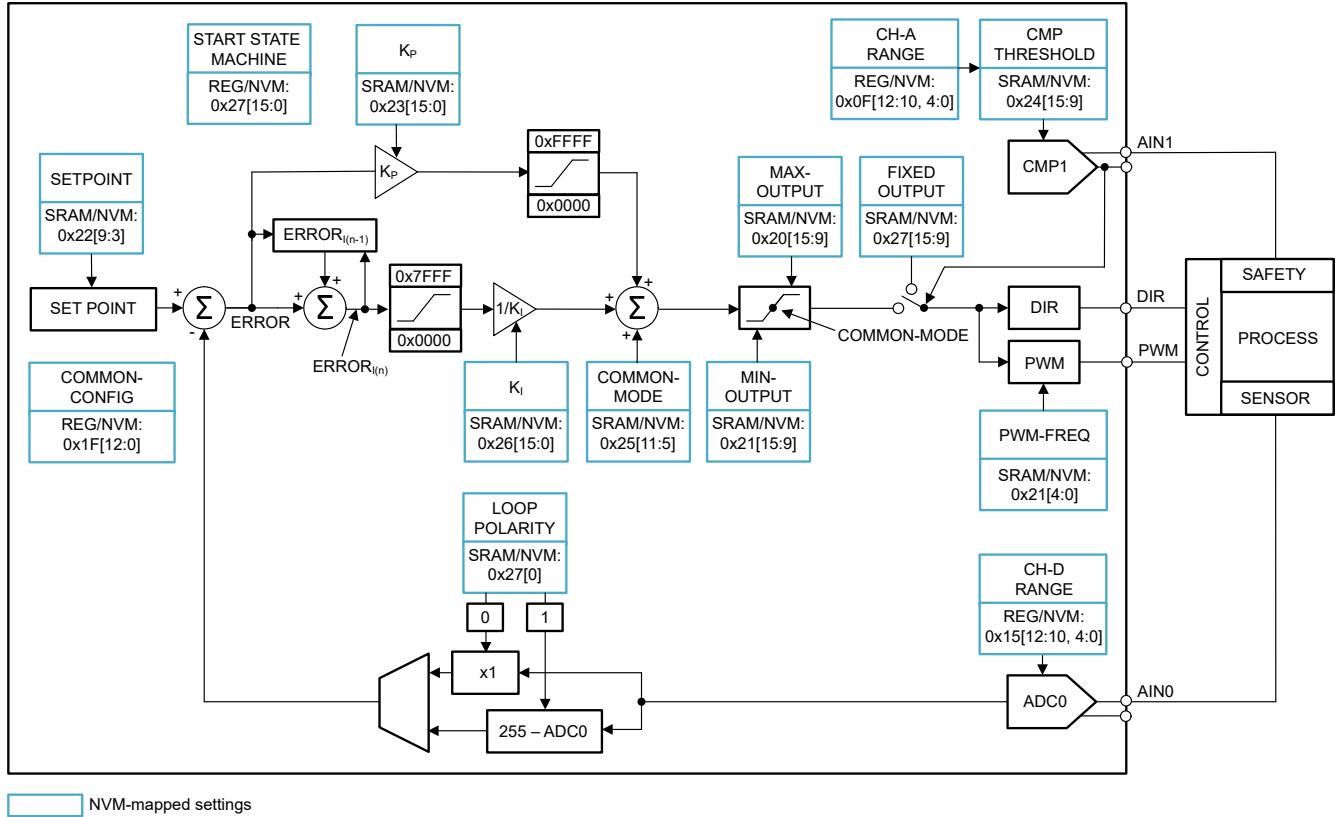 START STATE
MACHINE
REG/NVM:
0x27[15:0]
K_P
SRAM/NVM:
0x23[15:0]
CH-A
RANGE
REG/NVM:
0x0F[12:10, 4:0]
CMP
THRESHOLD
SRAM/NVM:
0x24[15:9]
SETPOINT
SRAM/NVM:
0x22[9:3]
K_P
0xFFFF
0x0000
MAX-
OUTPUT
SRAM/NVM:
0x20[15:9]
FIXED
OUTPUT
SRAM/NVM:
0x27[15:9]
CMP1
AIN1
ERROR_I(n-1)
SET POINT
+
-
Σ
ERROR
+
+
Σ
ERROR_I(n)
0x7FFF
0x0000
1/K_I
+
+
+
Σ
COMMON-MODE
DIR
PWM
DIR
PWM
CONTROL
SAFETY
PROCESS
SENSOR
COMMON-
CONFIG
REG/NVM:
0x1F[12:0]
K_I
SRAM/NVM:
0x26[15:0]
COMMON-
MODE
SRAM/NVM:
0x25[11:5]
MIN-
OUTPUT
SRAM/NVM:
0x21[15:9]
PWM-FREQ
SRAM/NVM:
0x21[4:0]
LOOP
POLARITY
SRAM/NVM:
0x27[0]
0
1
x1
255 – ADC0
CH-D
RANGE
REG/NVM:
0x15[12:10, 4:0]
ADC0
AIN0
NVM-mapped settings